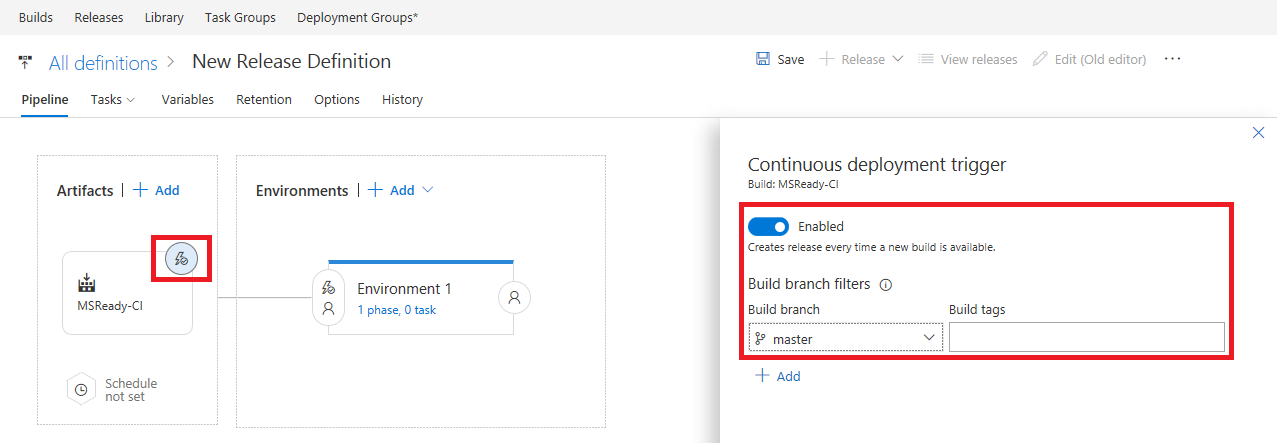 Builds Releases Library Task Groups Deployment Groups*
All definitions > New Release Definition
Save Release View releases Edit (Old editor) ...
Pipeline Tasks Variables Retention Options History
Artifacts | + Add
Environments | + Add
MSReady-CI
Environment 1
1 phase, 0 task
Schedule
not set
Continuous deployment trigger
Build: MSReady-CI
Enabled
Creates release every time a new build is available.
Build branch filters
Build branch Build tags
master
+ Add